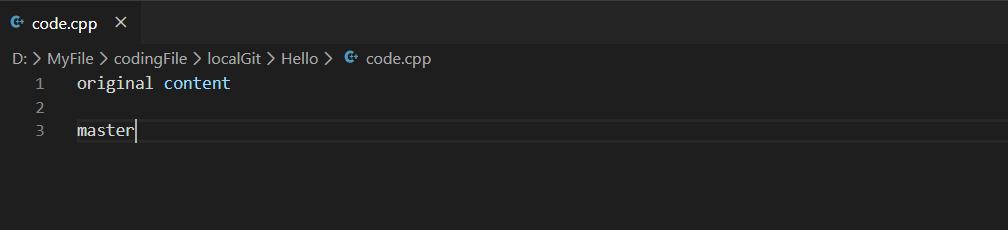 code.cpp
D: > MyFile > codingFile > localGit > Hello > code.cpp
1 original content
2
3 master